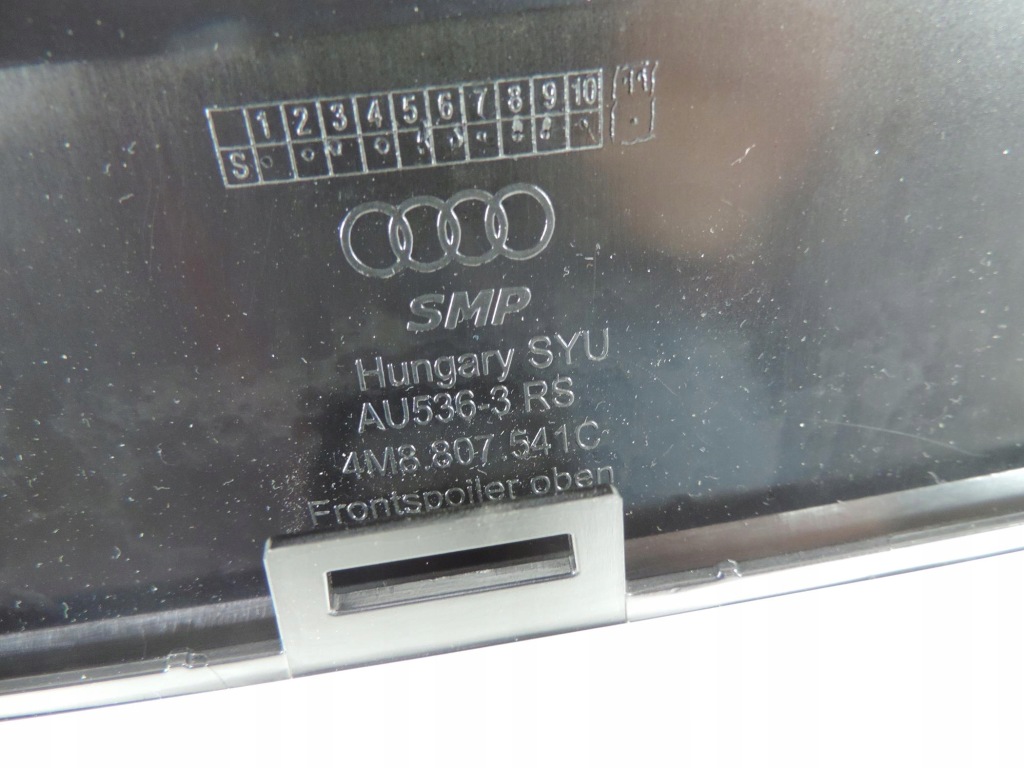 1 2 3 4 5 6 7 8 9 10 11
S
SMP
Hungary SYU
AU536-3 RS
4M8.807.541C
Frontspoiler oben